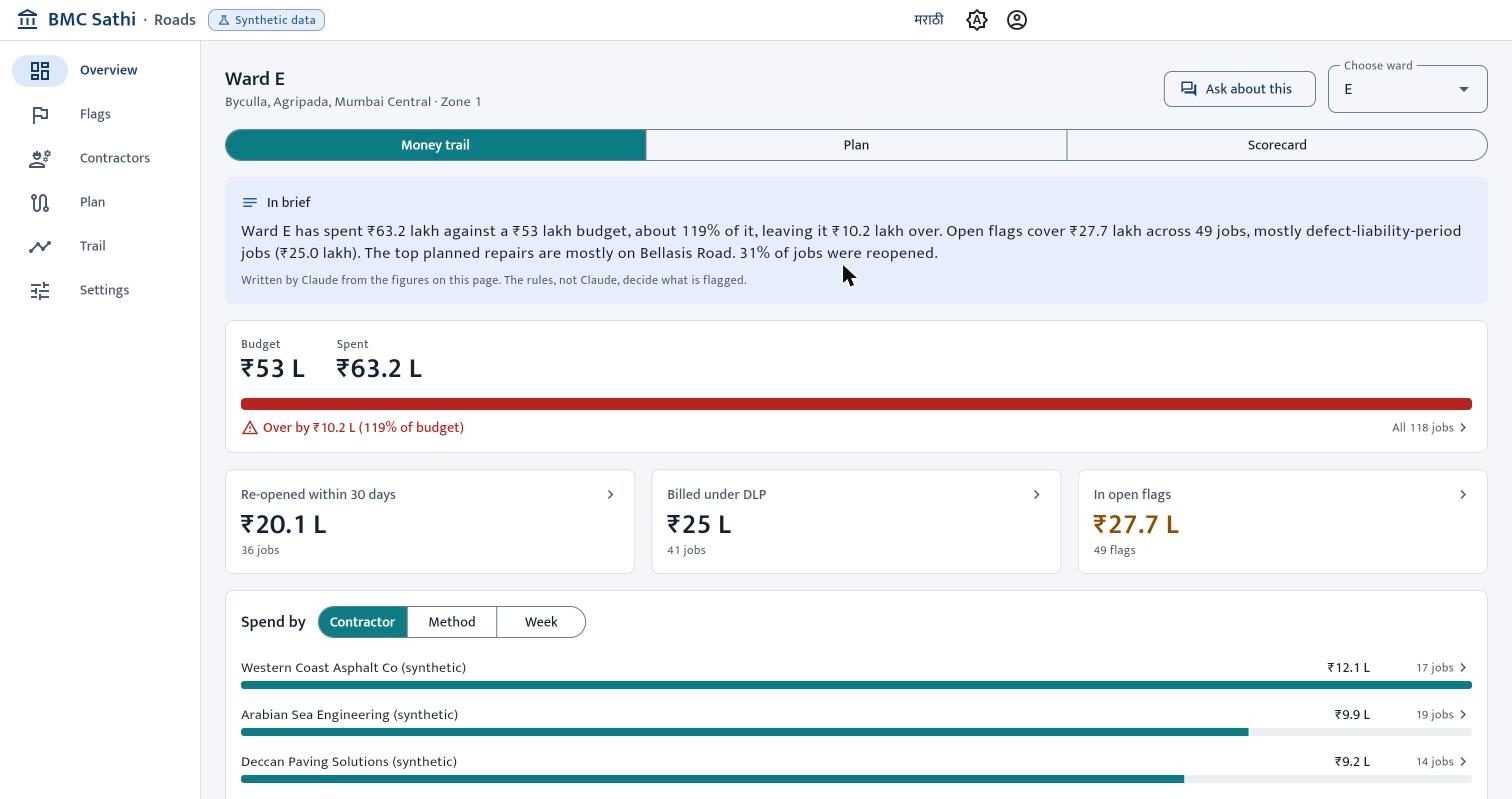 BMC Sathi · Roads
Synthetic data
मराठी
A
Overview
Flags
Contractors
Plan
Trail
Settings
Ward E
Byculla, Agripada, Mumbai Central · Zone 1
Ask about this
Choose ward
E
Money trail
Plan
Scorecard
In brief
Ward E has spent ₹63.2 lakh against a ₹53 lakh budget, about 119% of it, leaving it ₹10.2 lakh over. Open flags cover ₹27.7 lakh across 49 jobs, mostly defect-liability-period
jobs (₹25.0 lakh). The top planned repairs are mostly on Bellasis Road. 31% of jobs were reopened.
Written by Claude from the figures on this page. The rules, not Claude, decide what is flagged.
Budget
₹53 L
Spent
₹63.2 L
Over by ₹10.2 L (119% of budget)
All 118 jobs
Re-opened within 30 days
₹20.1 L
36 jobs
Billed under DLP
₹25 L
41 jobs
In open flags
₹27.7 L
49 flags
Spend by
Contractor
Method
Week
Western Coast Asphalt Co (synthetic) ₹12.1 L 17 jobs
Arabian Sea Engineering (synthetic) ₹9.9 L 19 jobs
Deccan Paving Solutions (synthetic) ₹9.2 L 14 jobs